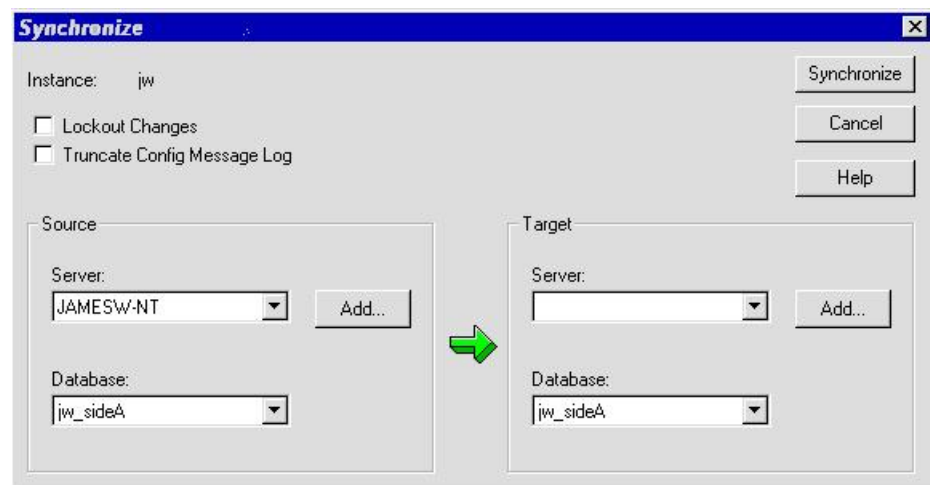 Synchronize
Instance: jw
Synchronize
Lockout Changes
Cancel
Truncate Config Message Log
Help
Source
Server:
JAMESW-NT
Add...
Database:
jw_sideA
Target
Server:
Add...
Database:
jw_sideA